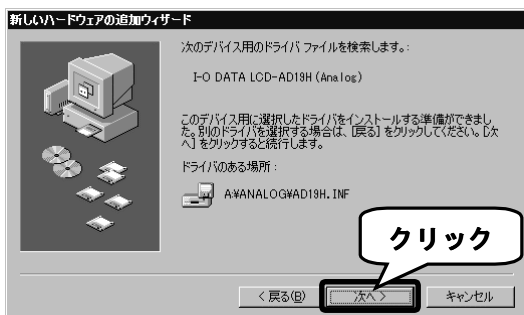 新しいハードウェアの追加ウィザード
次のデバイス用のドライバ ファイルを検索します。:
I-O DATA LCD-AD19H (Analog)
このデバイス用に選択したドライバをインストールする準備ができまし
た。別のドライバを選択する場合は、[戻る] をクリックしてください。[次
へ] をクリックすると続行します。
ドライバのある場所 :
A:¥ANALOG¥AD19H.INF
クリック
< 戻る(B)
次へ >
キャンセル